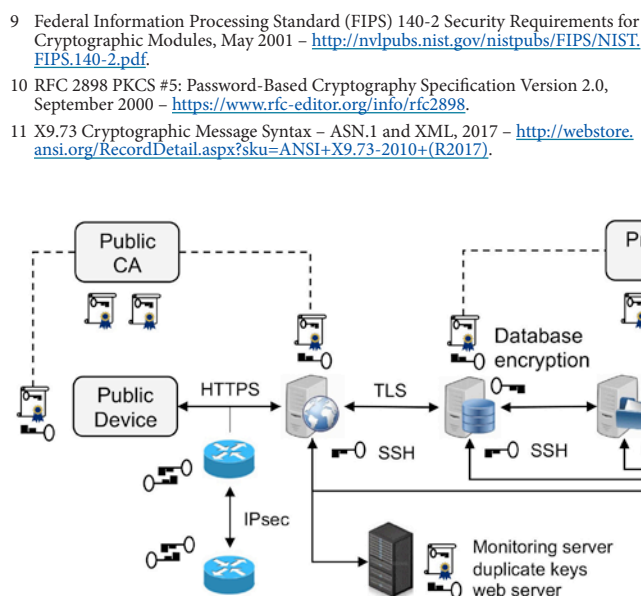 9 Federal Information Processing Standard (FIPS) 140-2 Security Requirements for
Cryptographic Modules, May 2001 – http://nvlpubs.nist.gov/nistpubs/FIPS/NIST.
FIPS.140-2.pdf.
10 RFC 2898 PKCS #5: Password-Based Cryptography Specification Version 2.0,
September 2000 – https://www.rfc-editor.org/info/rfc2898.
11 X9.73 Cryptographic Message Syntax – ASN.1 and XML, 2017 – http://webstore.
ansi.org/RecordDetail.aspx?sku=ANSI+X9.73-2010+(R2017).
Public
CA
Database
encryption
Public
Device
HTTPS
TLS
SSH
SSH
IPsec
Monitoring server
duplicate keys
web server